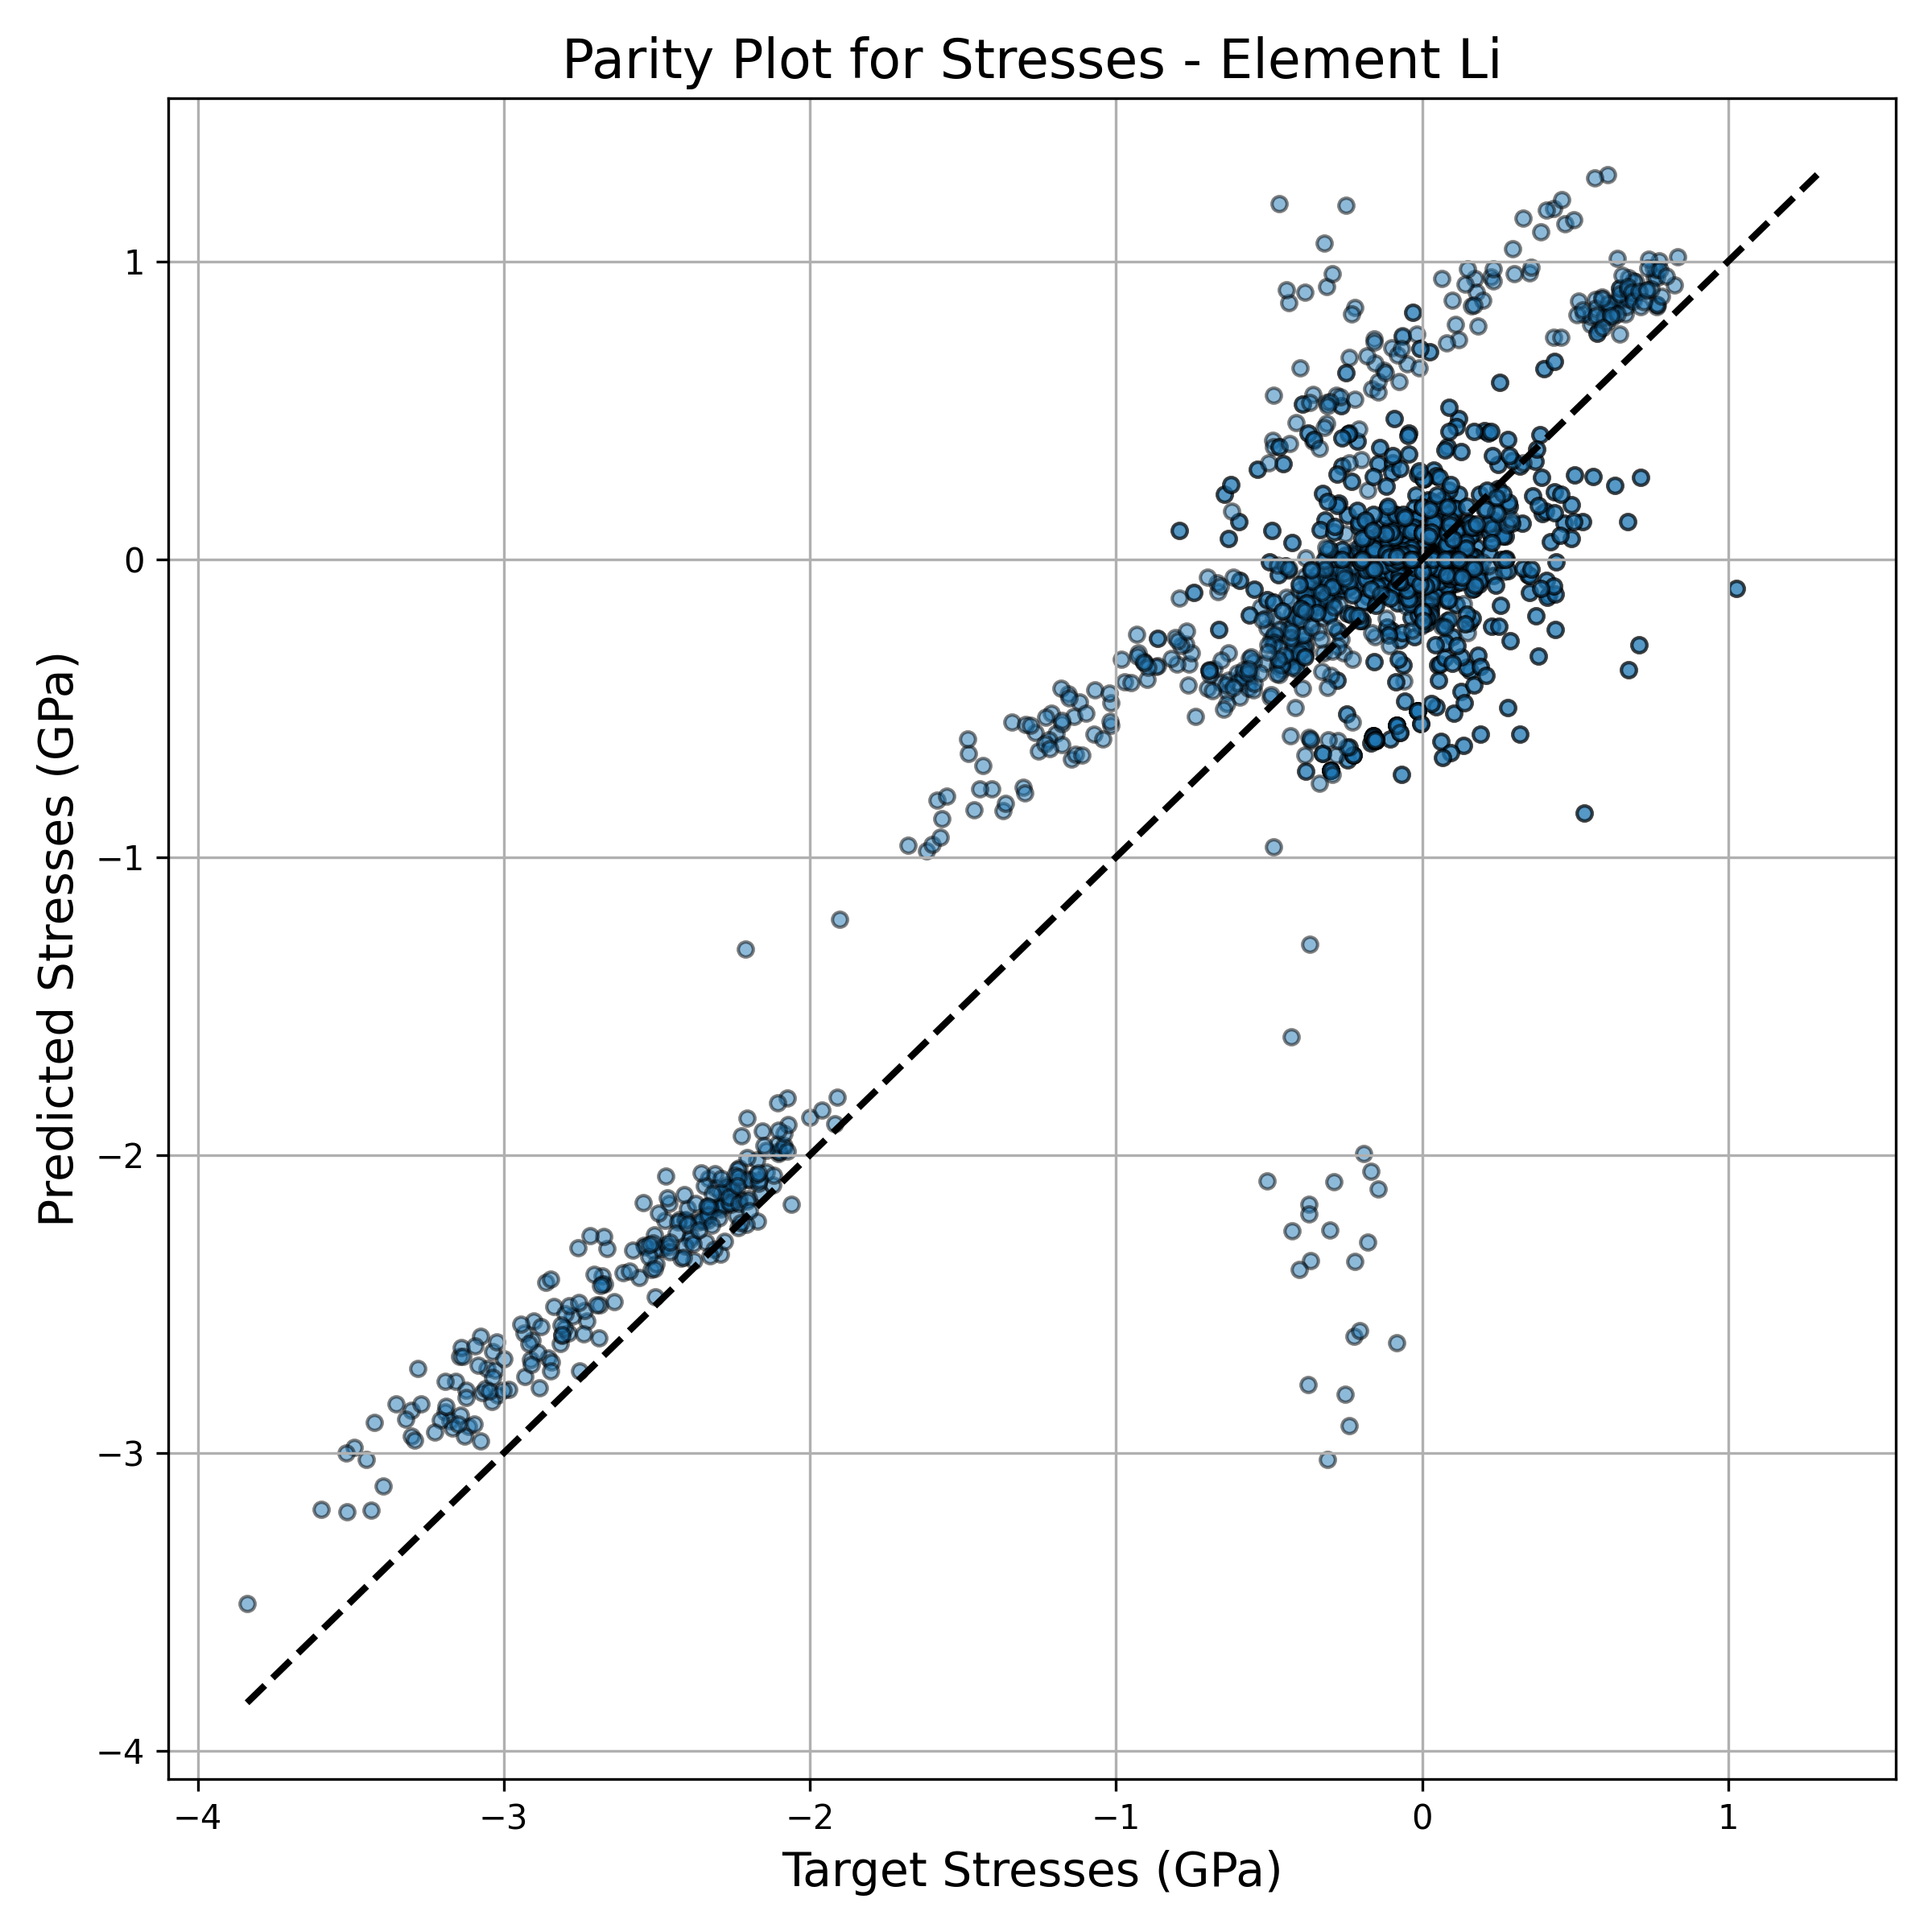 Parity Plot for Stresses - Element Li
Predicted Stresses (GPa)
1
0
−1
−2
−3
−4
−4 −3 −2 −1 0 1
Target Stresses (GPa)